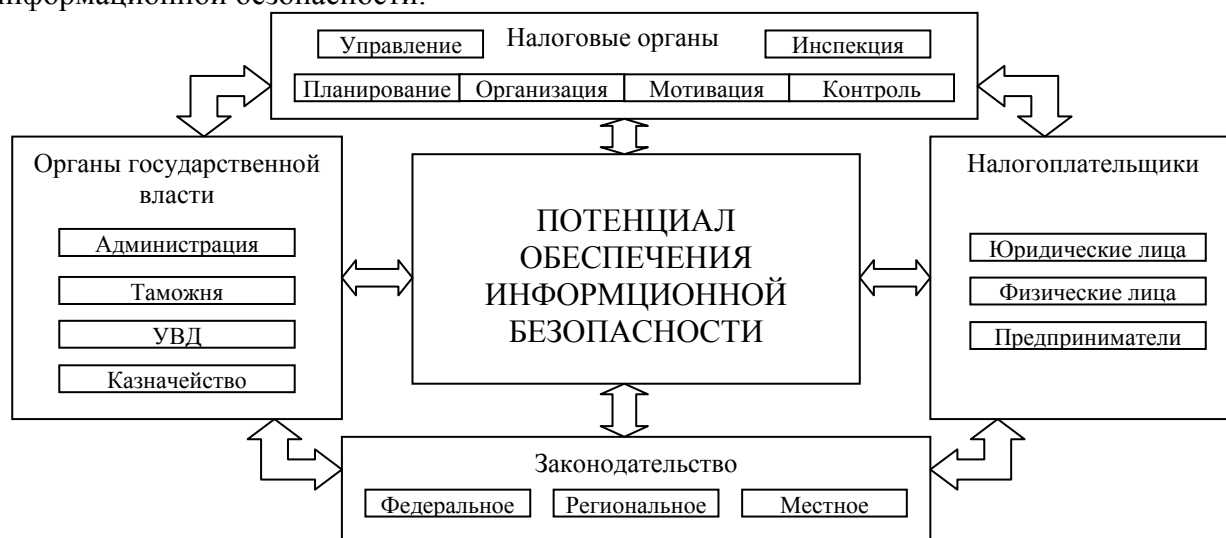 информационной безопасности.
Налоговые органы
Управление
Инспекция
Планирование Организация Мотивация Контроль
Органы государственной
власти
Администрация
Таможня
УВД
Казначейство
ПОТЕНЦИАЛ
ОБЕСПЕЧЕНИЯ
ИНФОРМЦИОННОЙ
БЕЗОПАСНОСТИ
Налогоплательщики
Юридические лица
Физические лица
Предприниматели
Законодательство
Федеральное Региональное Местное